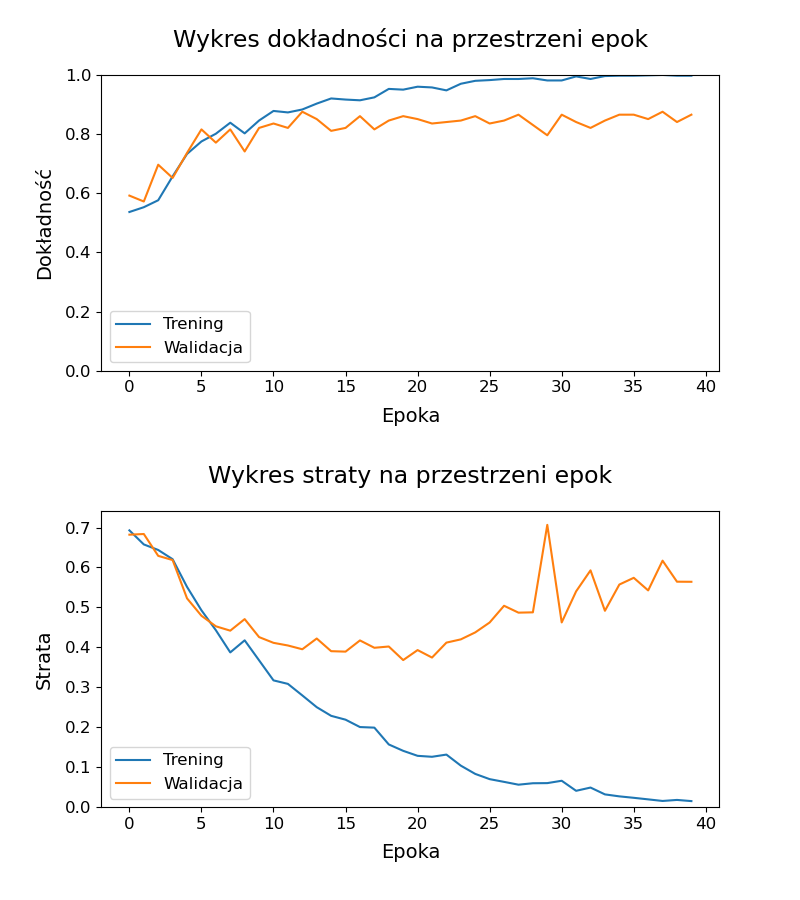 Wykres dokładności na przestrzeni epok
1.0
0.8
0.6
0.4
0.2
0.0
Dokładność
Trening
Walidacja
0 5 10 15 20 25 30 35 40
Epoka
Wykres straty na przestrzeni epok
0.7
0.6
0.5
0.4
0.3
0.2
0.1
0.0
Strata
Trening
Walidacja
0 5 10 15 20 25 30 35 40
Epoka